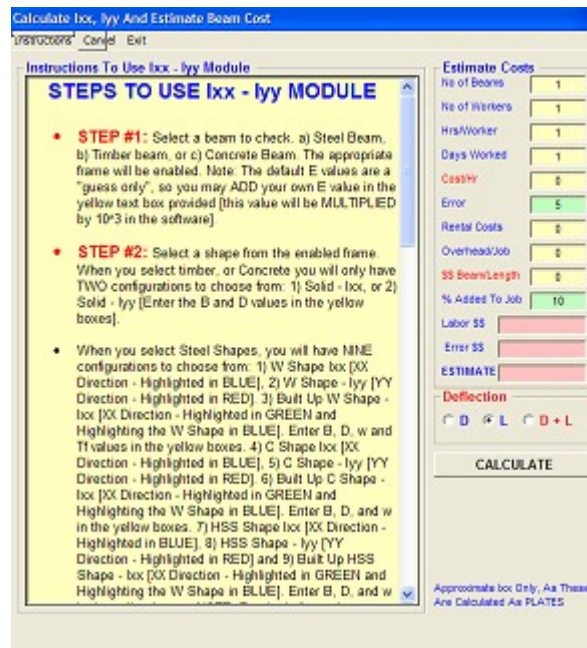 Calculate Ixx, Iyy And Estimate Beam Cost
Instructions Cancel Exit
Instructions To Use Ixx - Iyy Module
STEPS TO USE Ixx - Iyy MODULE
• STEP #1: Select a beam to check. a) Steel Beam,
b) Timber beam, or c) Concrete Beam. The appropriate
frame will be enabled. Note: The default E values are a
"guess only", so you may ADD your own E value in the
yellow text box provided [this value will be MULTIPLIED
by 10^3 in the software].
• STEP #2: Select a shape from the enabled frame.
When you select timber, or Concrete you will only have
TWO configurations to choose from: 1) Solid - Ixx, or 2)
Solid - Iyy [Enter the B and D values in the yellow
boxes].
• When you select Steel Shapes, you will have NINE
configurations to choose from: 1) W Shape Ixx [XX
Direction - Highlighted in BLUE], 2) W Shape - Iyy [YY
Direction - Highlighted in RED]. 3) Built Up W Shape -
Ixx [XX Direction - Highlighted in GREEN and
Highlighting the W Shape in BLUE]. Enter B, D, w and
Tf values in the yellow boxes. 4) C Shape Ixx [XX
Direction - Highlighted in BLUE], 5) C Shape - Iyy [YY
Direction - Highlighted in RED]. 6) Built Up C Shape -
Ixx [XX Direction - Highlighted in GREEN and
Highlighting the W Shape in BLUE]. Enter B, D, and w
in the yellow boxes. 7) HSS Shape Ixx [XX Direction -
Highlighted in BLUE], 8) HSS Shape - Iyy [YY
Direction - Highlighted in RED] and 9) Built Up HSS
Shape - Ixx [XX Direction - Highlighted in GREEN and
Highlighting the W Shape in BLUE]. Enter B, D, and w
Estimate Costs
No of Beams 1
No of Workers 1
Hrs/Worker 1
Days Worked 1
Cost/Hr 0
Error 5
Rental Costs 0
Overhead/Job 0
$$ Beam/Length 0
% Added To Job 10
Labor $$
Error $$
ESTIMATE
Deflection
D L D + L
CALCULATE
Approximate Ixx Only, As These
Are Calculated As PLATES